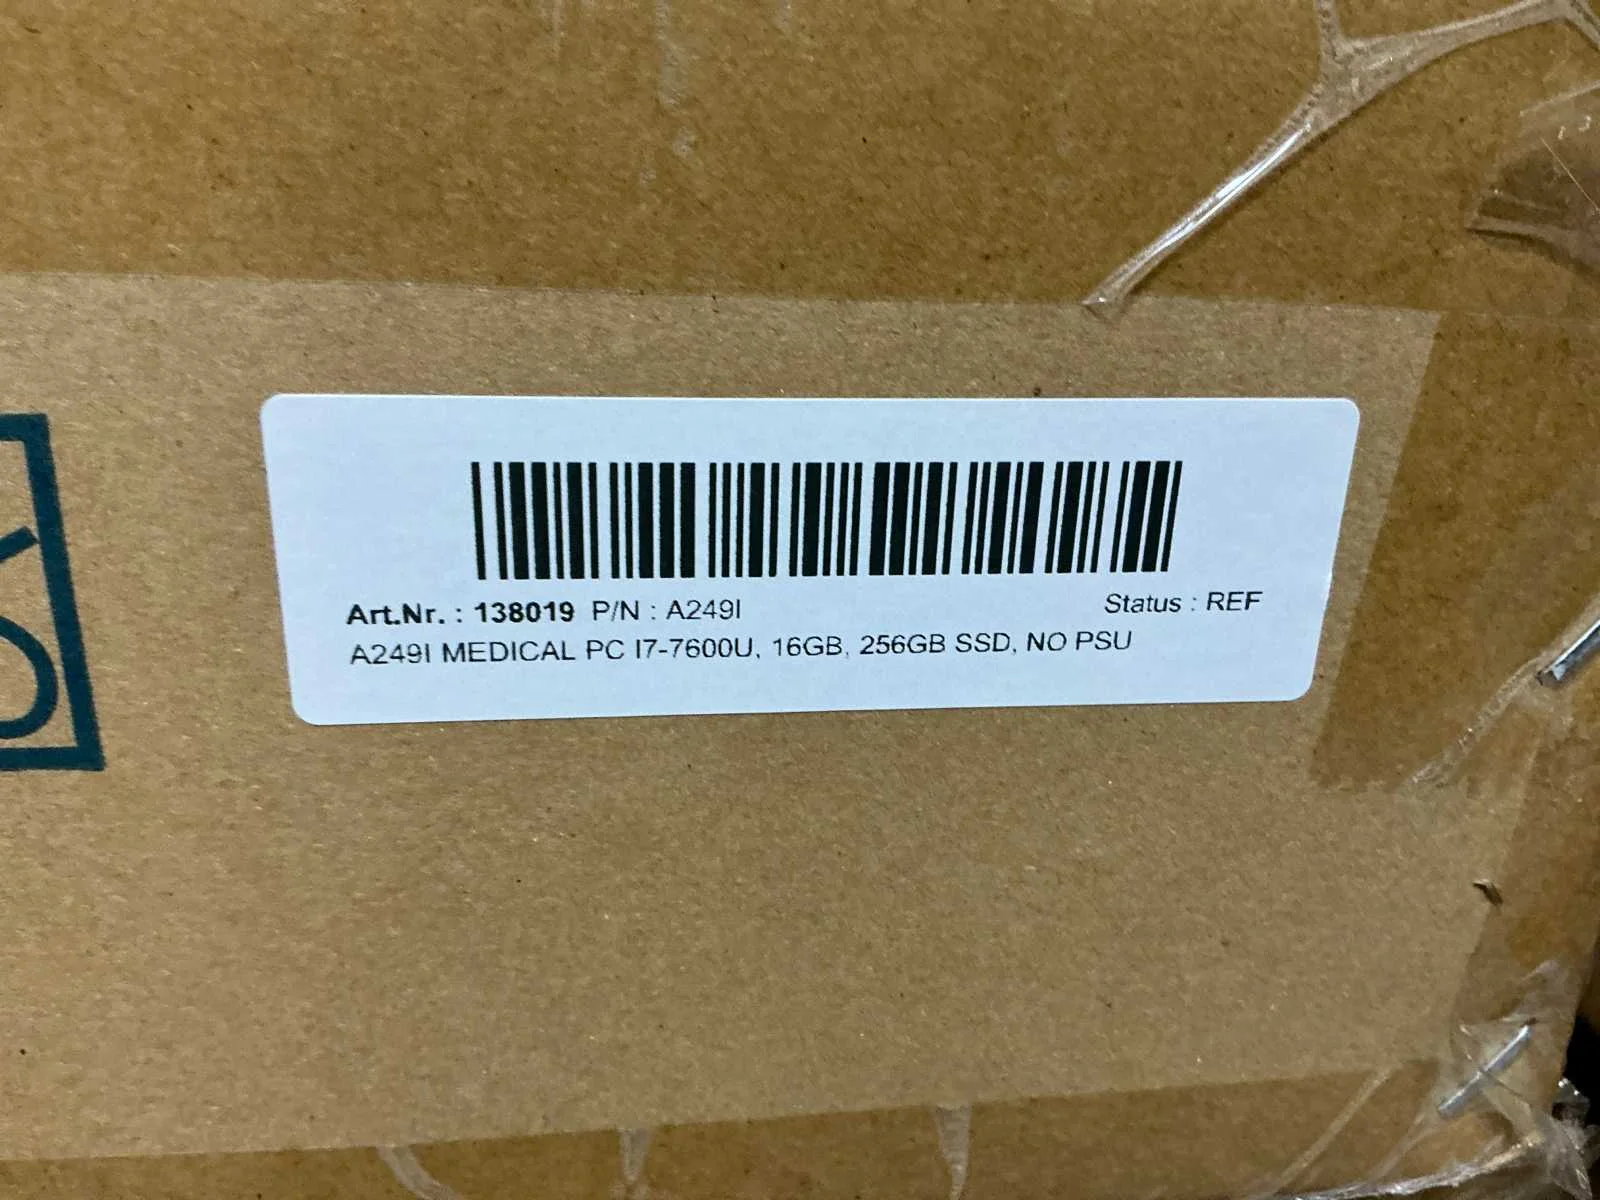 Art.Nr. : 138019 P/N : A249I Status : REF
A249I MEDICAL PC I7-7600U, 16GB, 256GB SSD, NO PSU